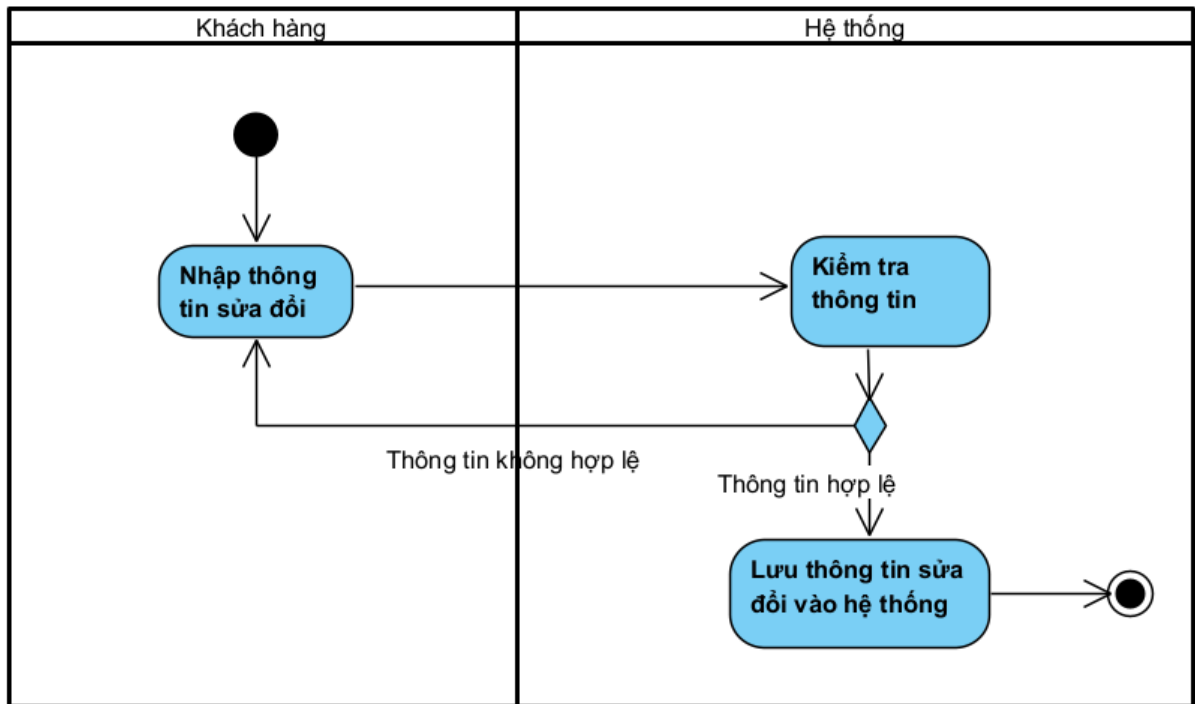 Khách hàng
Hệ thống
Nhập thông
tin sửa đổi
Kiểm tra
thông tin
Thông tin không hợp lệ
Thông tin hợp lệ
Lưu thông tin sửa
đổi vào hệ thống